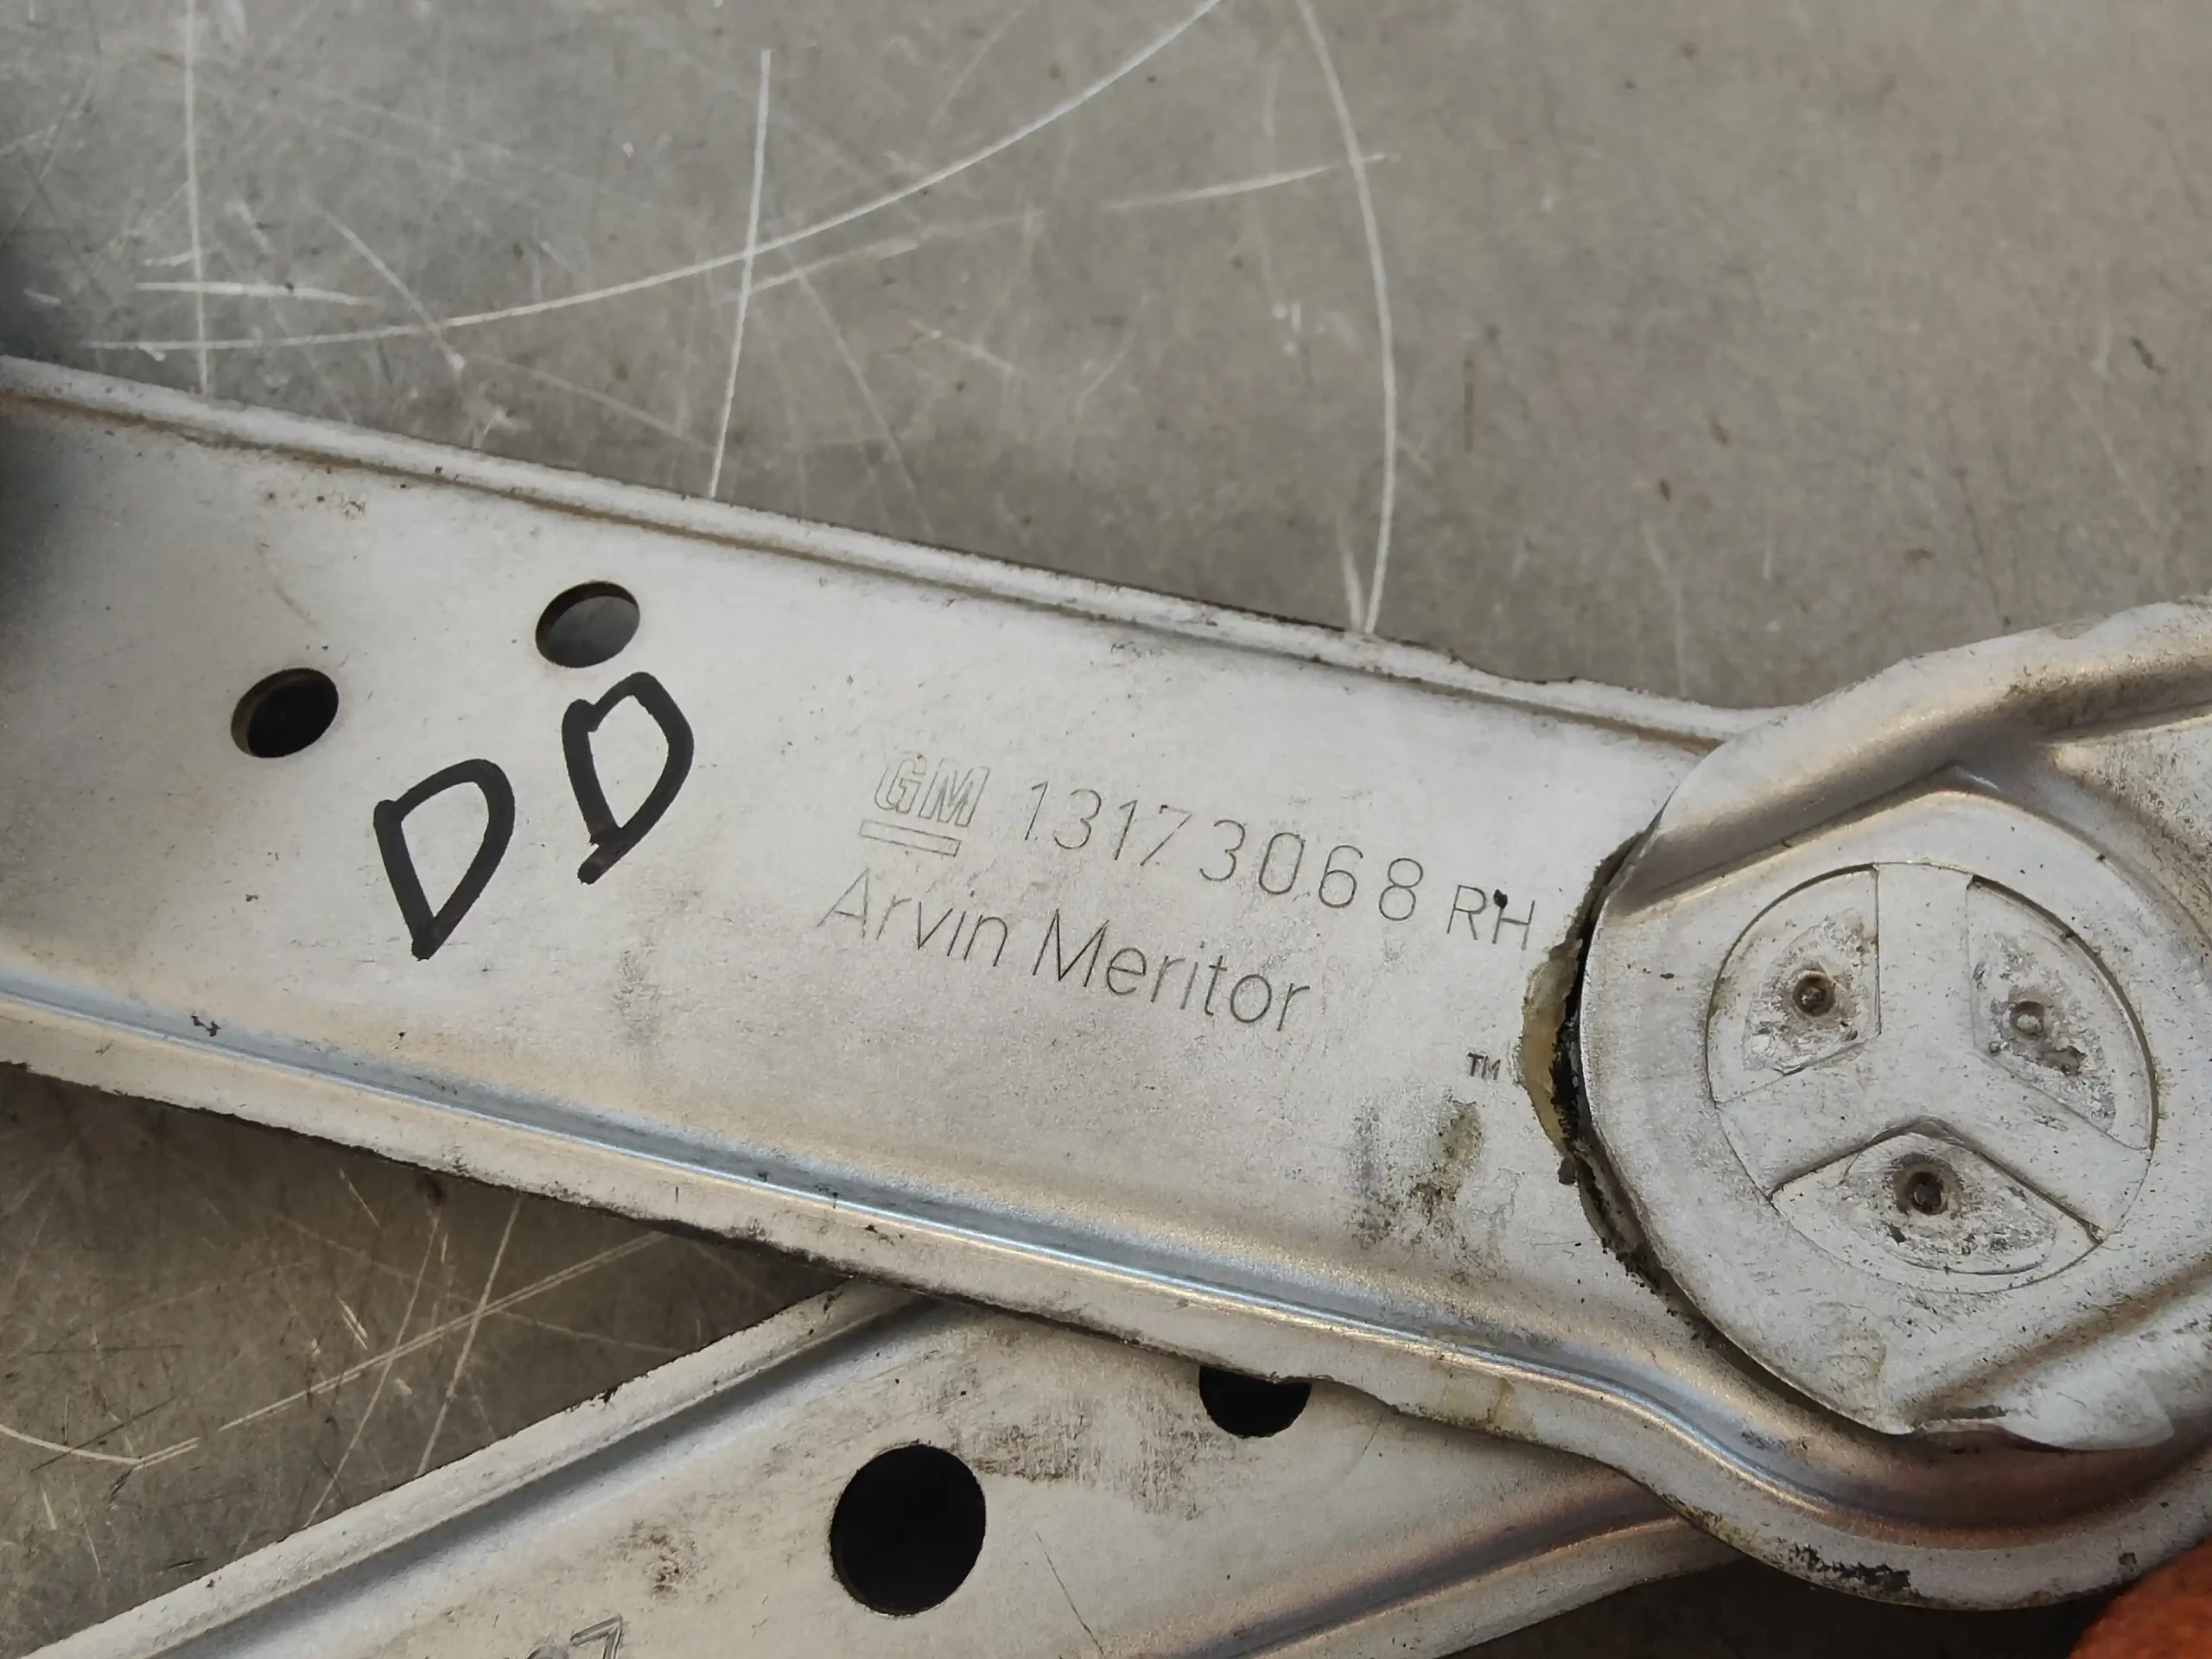 DD
GM 13173068 RH
Arvin Meritor
TM